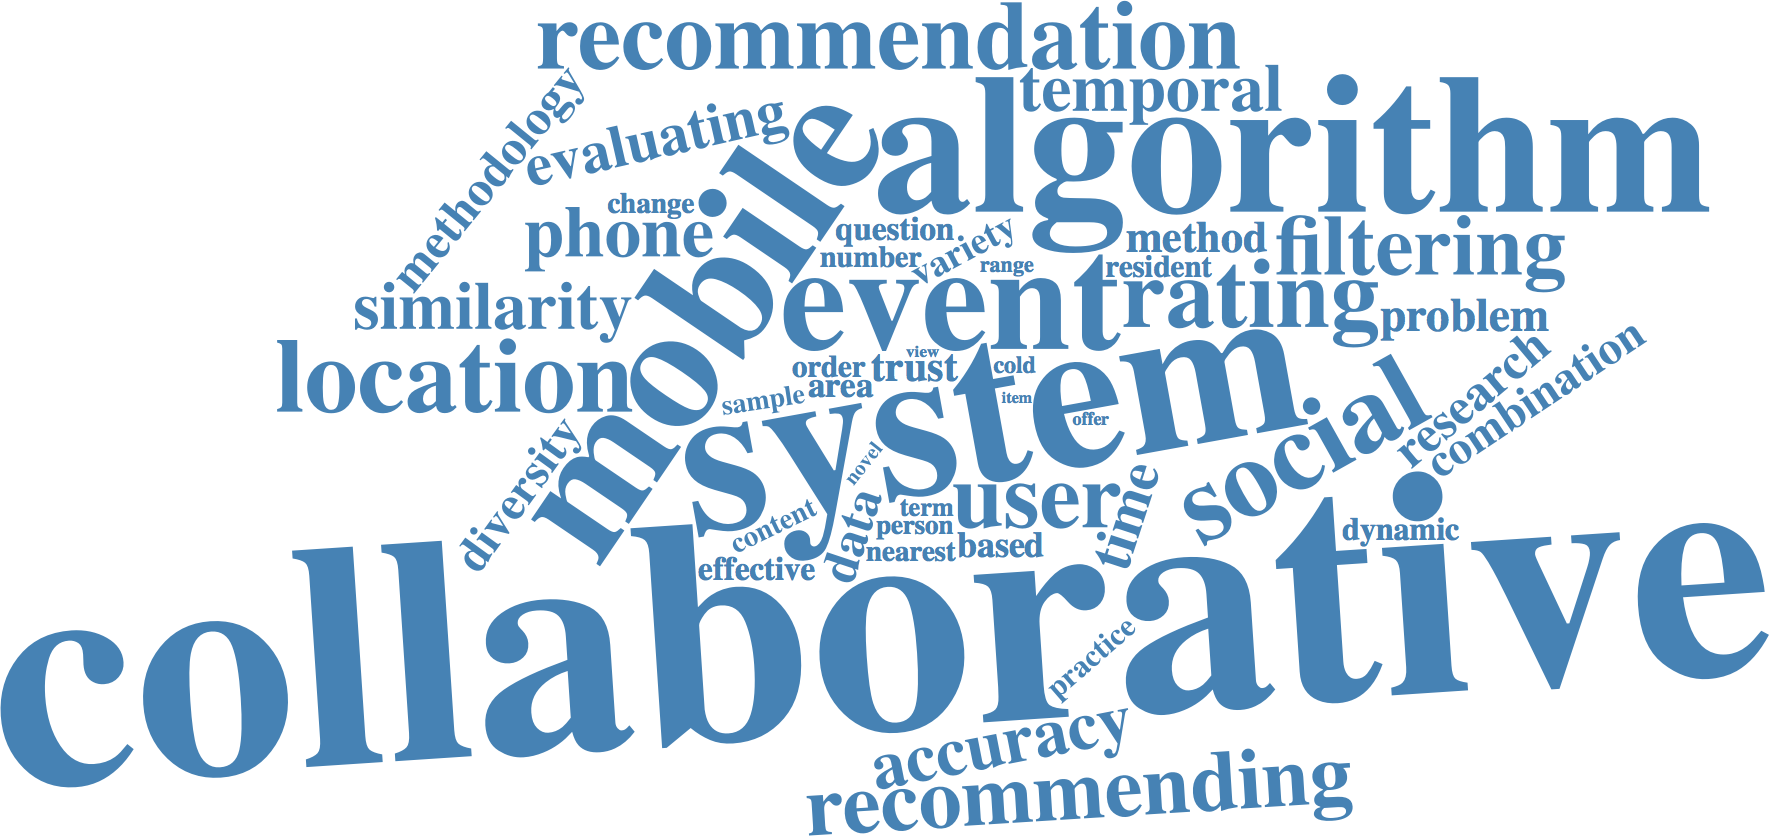 recommendation
temporal
algorithm
methodology
evaluating
mobile
change
phone
question
variety
method
filtering
number
range
resident
similarity
event
rating
problem
location
view
order
trust
cold
area
sample
item
offer
system
social
research
combination
diversity
novel
content
data
term
user
time
person
dynamic
nearest
based
effective
collaborative
practice
accuracy
recommending